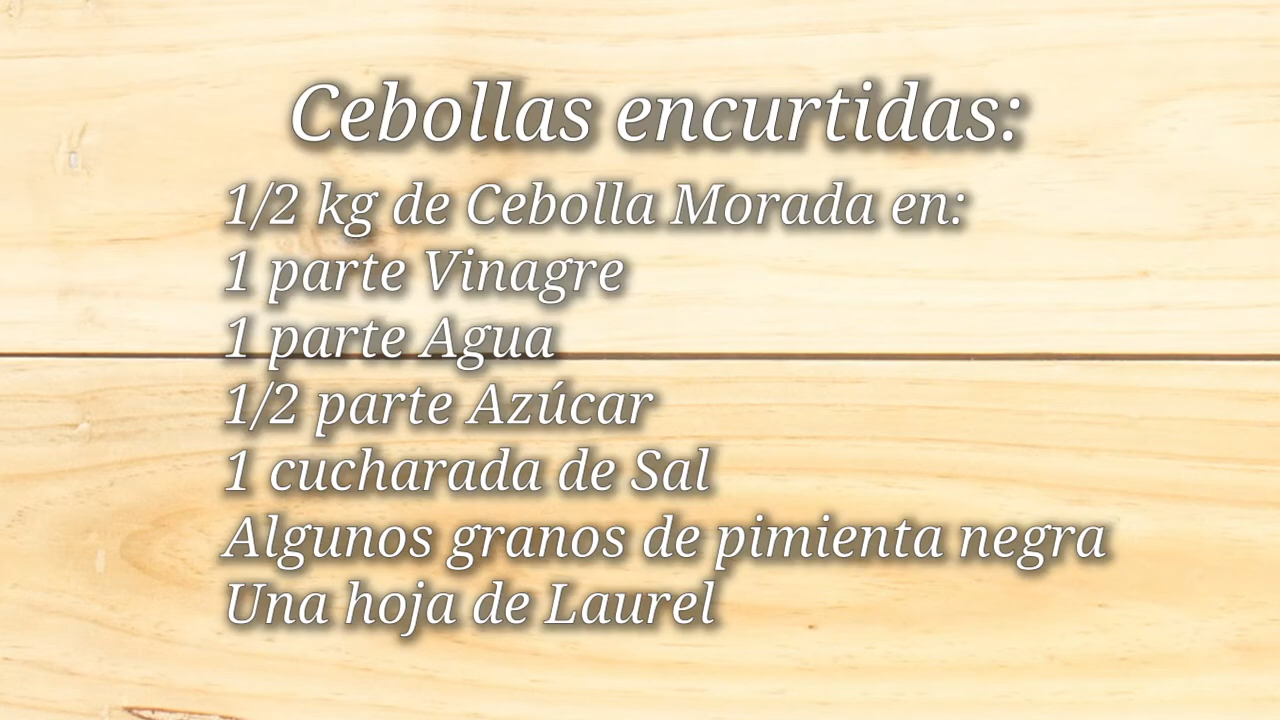 Cebollas encurtidas:
1/2 kg de Cebolla Morada en:
1 parte Vinagre
1 parte Agua
1/2 parte Azúcar
1 cucharada de Sal
Algunos granos de pimienta negra
Una hoja de Laurel